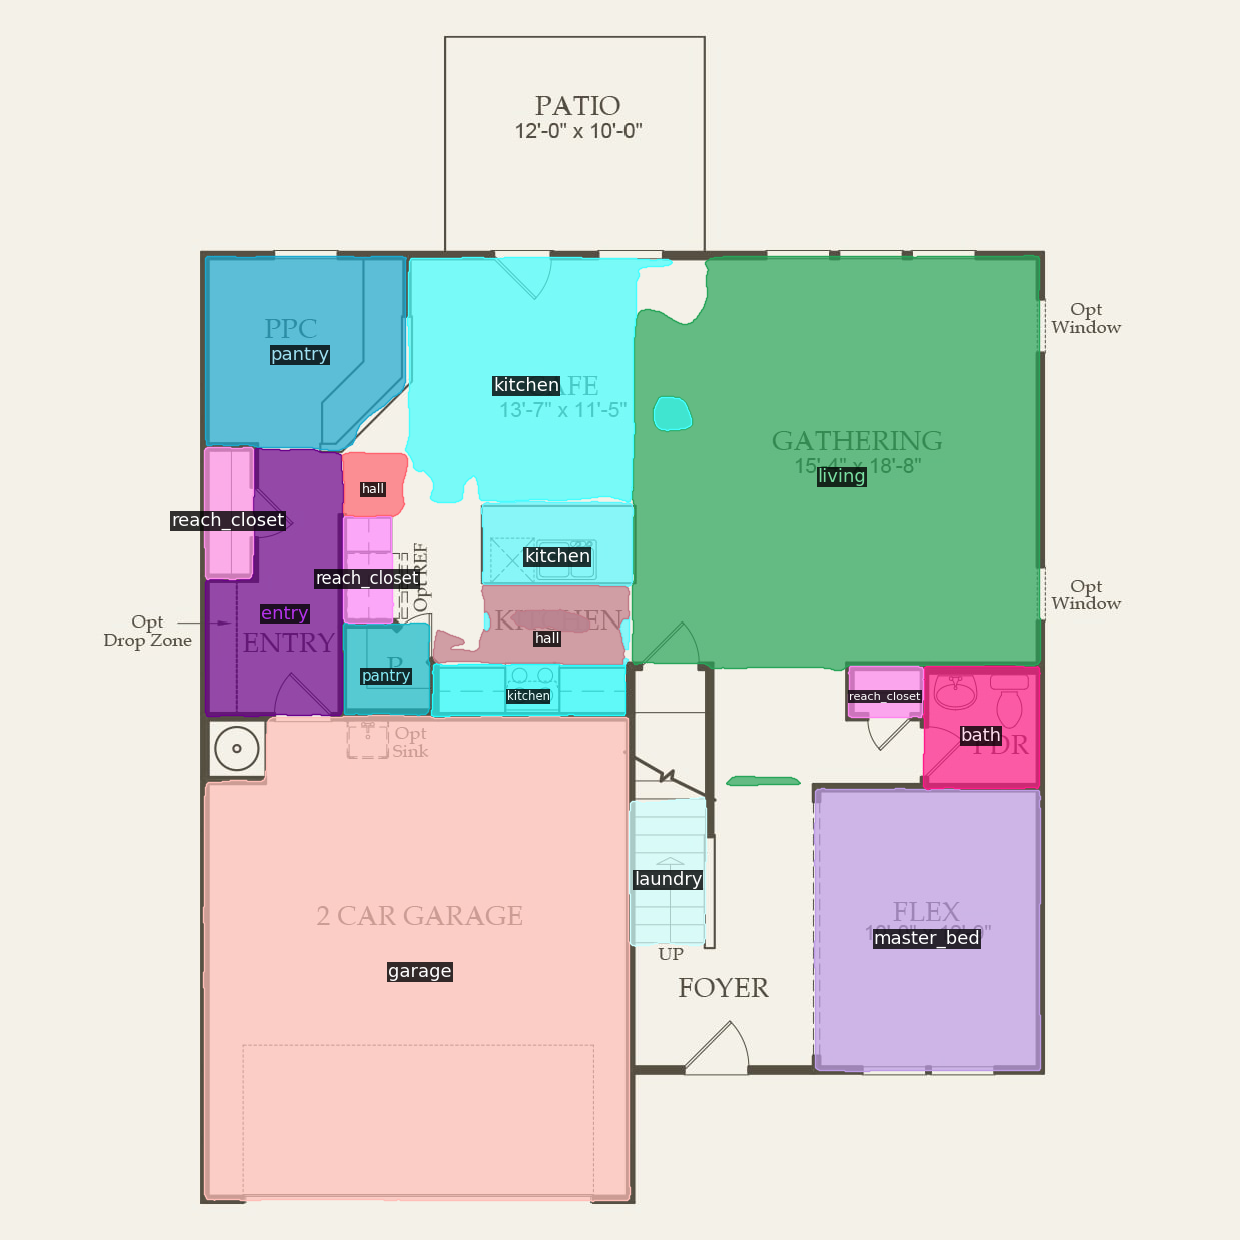 PATIO
12'-0" x 10'-0"
PPC
pantry
kitchen
13'-7" x 11'-5"
Opt
Window
GATHERING
15'-4" x 18'-8"
living
hall
reach_closet
reach_closet
Opt REF
kitchen
Opt
Window
entry
Opt
Drop Zone
ENTRY
KITCHEN
hall
pantry
kitchen
reach_closet
bath
PDR
Opt
Sink
laundry
2 CAR GARAGE
garage
FLEX
master_bed
UP
FOYER